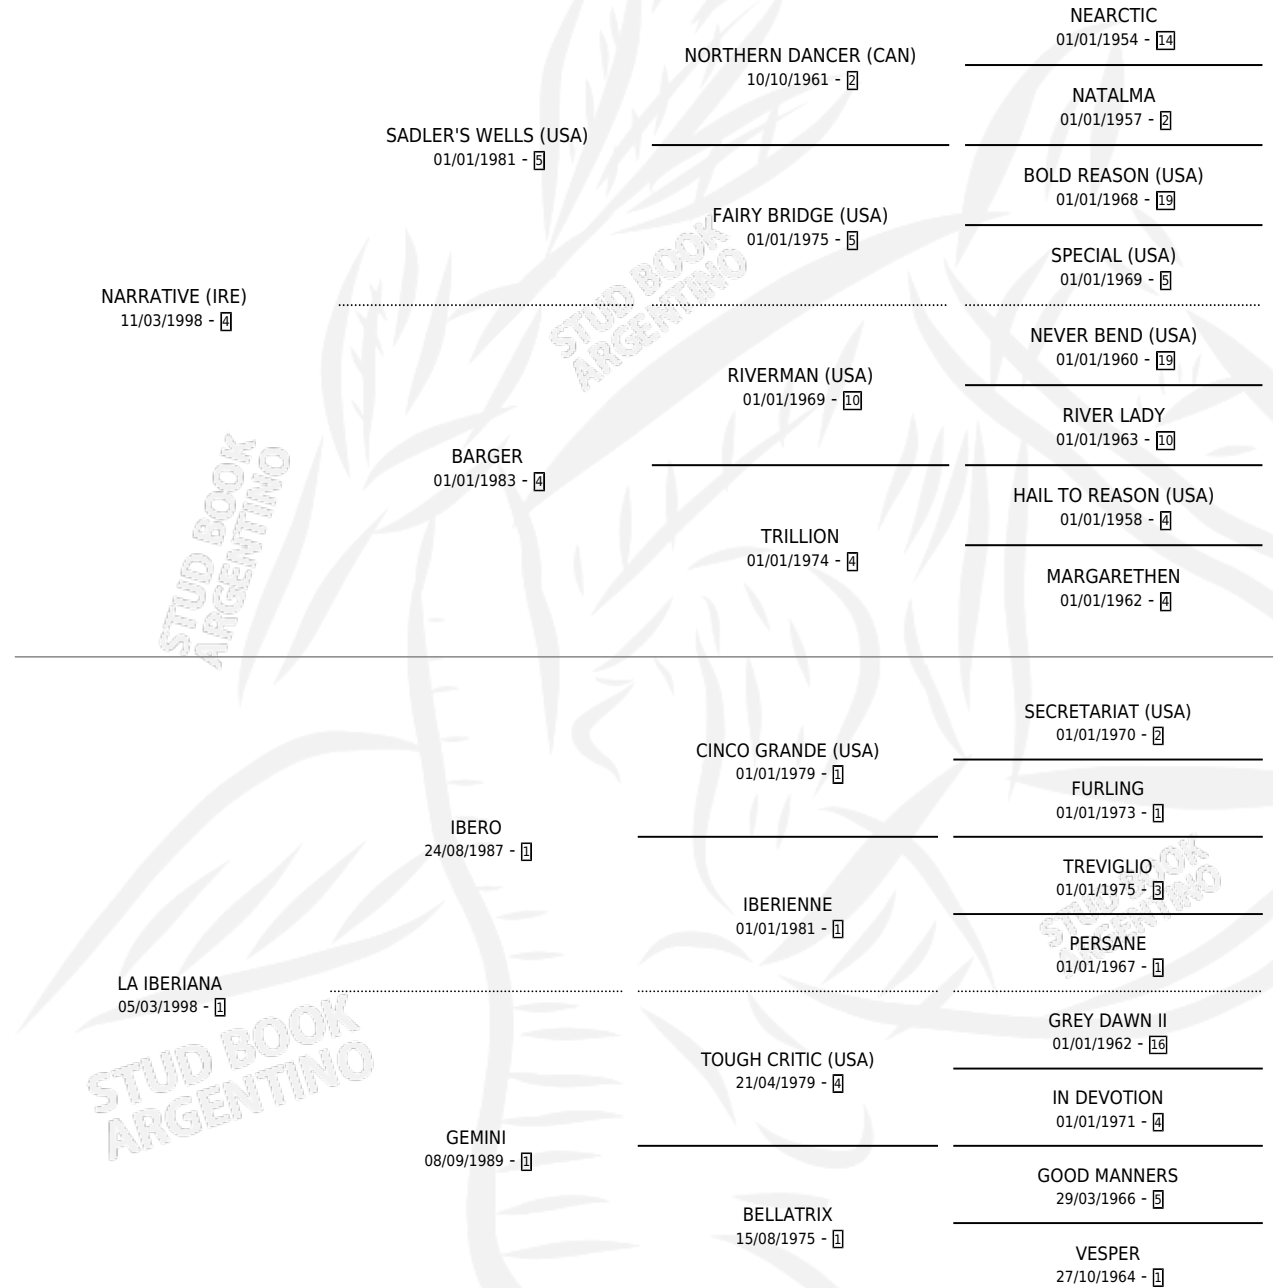 NEARCTIC
01/01/1954 - 14
NORTHERN DANCER (CAN)
10/10/1961 - 2
NATALMA
01/01/1957 - 2
SADLER'S WELLS (USA)
01/01/1981 - 5
BOLD REASON (USA)
01/01/1968 - 19
FAIRY BRIDGE (USA)
01/01/1975 - 5
SPECIAL (USA)
01/01/1969 - 5
NARRATIVE (IRE)
11/03/1998 - 4
STUD BOOK
ARGENTINO
NEVER BEND (USA)
01/01/1960 - 19
RIVERMAN (USA)
01/01/1969 - 10
RIVER LADY
01/01/1963 - 10
BARGER
01/01/1983 - 4
HAIL TO REASON (USA)
01/01/1958 - 4
TRILLION
01/01/1974 - 4
MARGARETHEN
01/01/1962 - 4
STUD BOOK
ARGENTINO
SECRETARIAT (USA)
01/01/1970 - 2
CINCO GRANDE (USA)
01/01/1979 - 1
FURLING
01/01/1973 - 1
IBERO
24/08/1987 - 1
TREVIGLIO
01/01/1975 - 3
IBERIENNE
01/01/1981 - 1
PERSANE
01/01/1967 - 1
STUD BOOK
ARGENTINO
LA IBERIANA
05/03/1998 - 1
GREY DAWN II
01/01/1962 - 16
TOUGH CRITIC (USA)
21/04/1979 - 4
IN DEVOTION
01/01/1971 - 4
STUD BOOK
ARGENTINO
GEMINI
08/09/1989 - 1
GOOD MANNERS
29/03/1966 - 5
BELLATRIX
15/08/1975 - 1
VESPER
27/10/1964 - 1